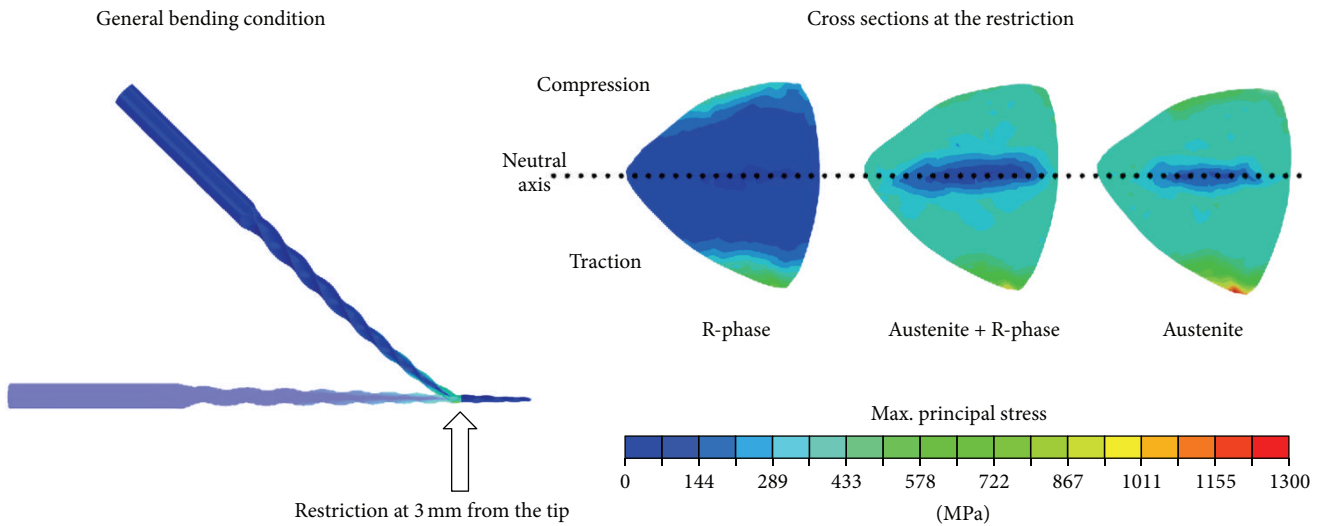 General bending condition
Cross sections at the restriction
Compression
Neutral
axis
Traction
R-phase
Austenite + R-phase
Austenite
Max. principal stress
0 144 289 433 578 722 867 1011 1155 1300
(MPa)
Restriction at 3 mm from the tip